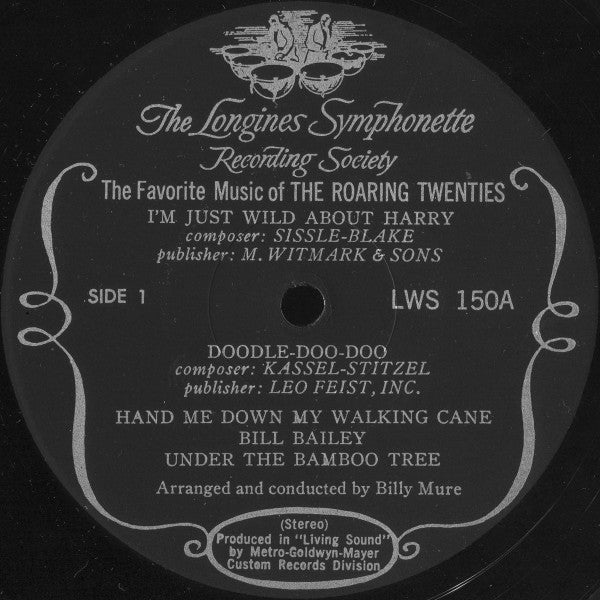 The Longines Symphonette
Recording Society
The Favorite Music of THE ROARING TWENTIES
I'M JUST WILD ABOUT HARRY
composer: SISSLE-BLAKE
publisher: M. WITMARK & SONS
SIDE 1
LWS 150A
DOODLE-DOO-DOO
composer: KASSEL-STITZEL
publisher: LEO FEIST, INC.
HAND ME DOWN MY WALKING CANE
BILL BAILEY
UNDER THE BAMBOO TREE
Arranged and conducted by Billy Mure
(Stereo)
Produced in "Living Sound"
by Metro-Goldwyn-Mayer
Custom Records Division